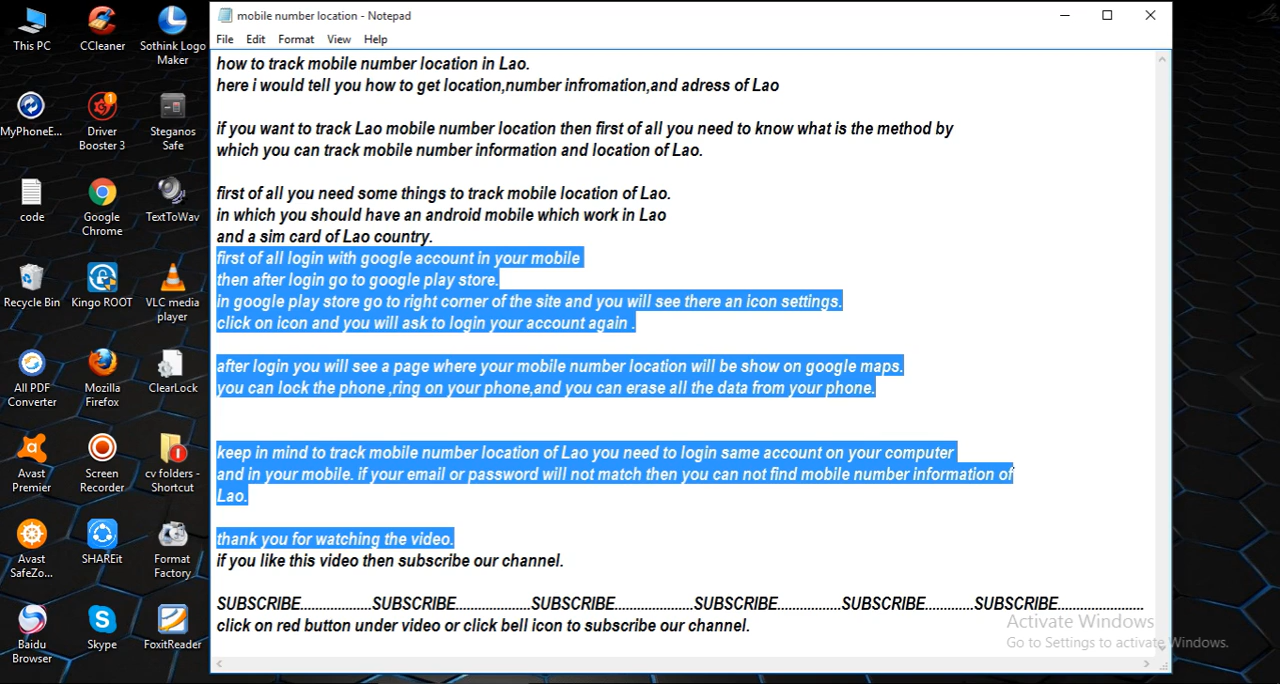 mobile number location - Notepad
File Edit Format View Help
how to track mobile number location in Lao.
here i would tell you how to get location,number infromation,and adress of Lao
if you want to track Lao mobile number location then first of all you need to know what is the method by
which you can track mobile number information and location of Lao.
first of all you need some things to track mobile location of Lao.
in which you should have an android mobile which work in Lao
and a sim card of Lao country.
first of all login with google account in your mobile
then after login go to google play store.
in google play store go to right corner of the site and you will see there an icon settings.
click on icon and you will ask to login your account again .
after login you will see a page where your mobile number location will be show on google maps.
you can lock the phone ,ring on your phone,and you can erase all the data from your phone.
keep in mind to track mobile number location of Lao you need to login same account on your computer
and in your mobile. if your email or password will not match then you can not find mobile number information of
Lao.
thank you for watching the video.
if you like this video then subscribe our channel.
SUBSCRIBE..................SUBSCRIBE...................SUBSCRIBE....................SUBSCRIBE................SUBSCRIBE............SUBSCRIBE......................
click on red button under video or click bell icon to subscribe our channel.
Activate Windows
Go to Settings to activate Windows.
This PC
CCleaner
Sothink Logo
Maker
MyPhoneE...
Driver
Booster 3
Steganos
Safe
code
Google
Chrome
TextToWav
Recycle Bin
Kingo ROOT
VLC media
player
All PDF
Converter
Mozilla
Firefox
ClearLock
Avast
Premier
Screen
Recorder
cv folders -
Shortcut
Avast
SafeZo...
SHAREit
Format
Factory
Baidu
Browser
Skype
FoxitReader